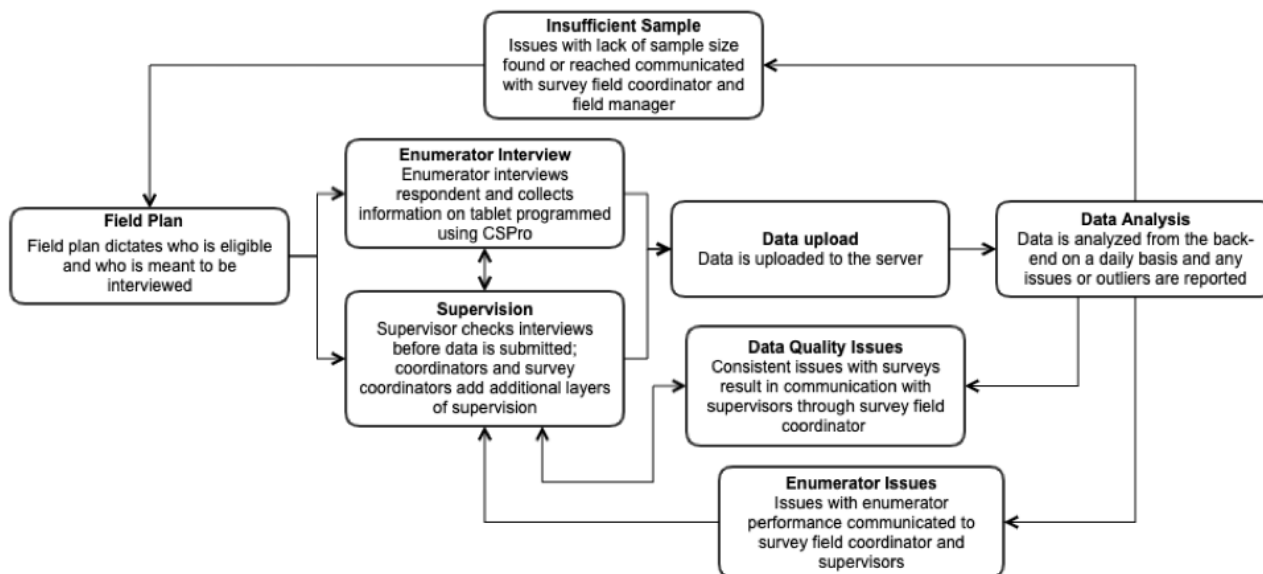 Insufficient Sample
Issues with lack of sample size
found or reached communicated
with survey field coordinator and
field manager
Enumerator Interview
Enumerator interviews
respondent and collects
information on tablet programmed
using CSPro
Field Plan
Field plan dictates who is eligible
and who is meant to be
interviewed
Supervision
Supervisor checks interviews
before data is submitted;
coordinators and survey
coordinators add additional layers
of supervision
Data upload
Data is uploaded to the server
Data Analysis
Data is analyzed from the back-
end on a daily basis and any
issues or outliers are reported
Data Quality Issues
Consistent issues with surveys
result in communication with
supervisors through survey field
coordinator
Enumerator Issues
Issues with enumerator
performance communicated to
survey field coordinator and
supervisors